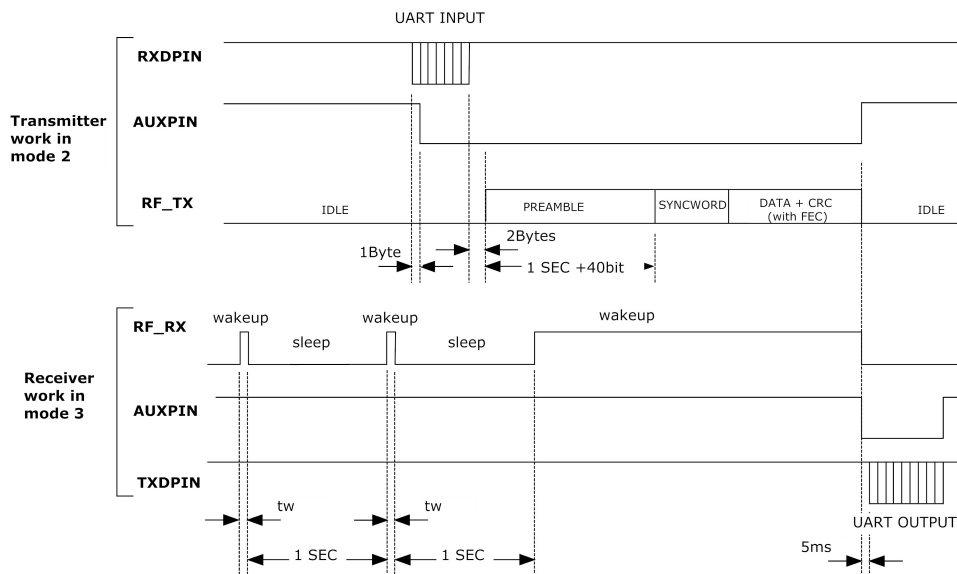 UART INPUT
RXDPIN
Transmitter
work in
mode 2
AUXPIN
RF_TX
IDLE
PREAMBLE
SYNCWORD
DATA + CRC
(with FEC)
IDLE
1Byte
2Bytes
1 SEC +40bit
RF_RX
wakeup
sleep
wakeup
sleep
wakeup
Receiver
work in
mode 3
AUXPIN
TXDPIN
tw
tw
UART OUTPUT
1 SEC
1 SEC
5ms